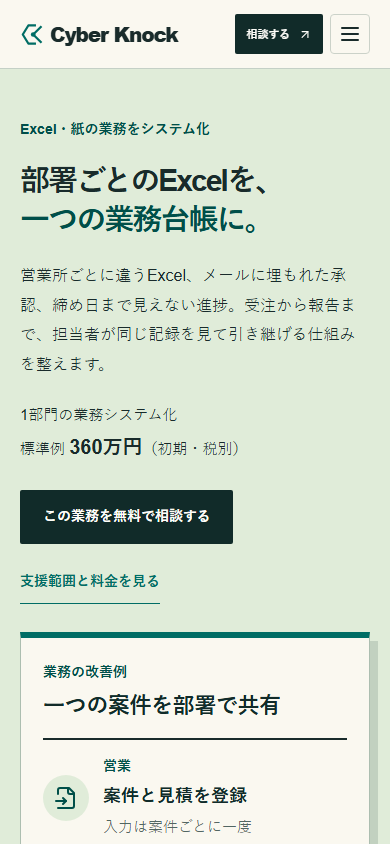 Cyber Knock
相談する
Excel・紙の業務をシステム化
部署ごとのExcelを、
一つの業務台帳に。
営業所ごとに違うExcel、メールに埋もれた承
認、締め日まで見えない進捗。受注から報告ま
で、担当者が同じ記録を見て引き継げる仕組み
を整えます。
1部門の業務システム化
標準例 360万円（初期・税別）
この業務を無料で相談する
支援範囲と料金を見る
業務の改善例
一つの案件を部署で共有
営業
案件と見積を登録
入力は案件ごとに一度